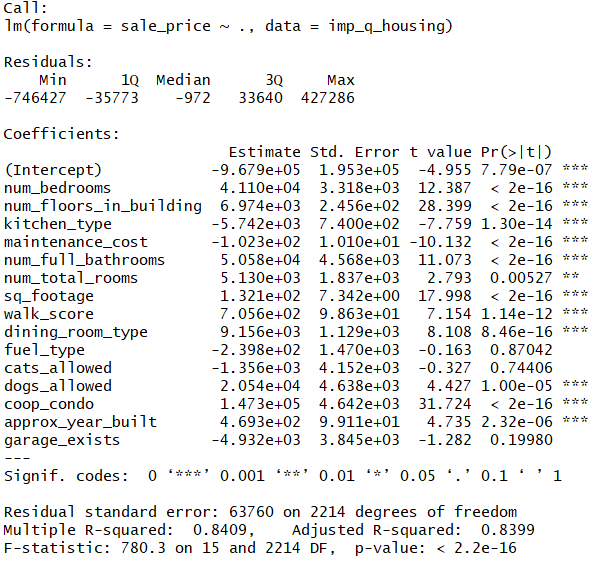 Call:
lm(formula = sale_price ~ ., data = imp_q_housing)
Residuals:
Min 1Q Median 3Q Max
-746427 -35773 -972 33640 427286
Coefficients:
Estimate Std. Error t value Pr(>|t|)
(Intercept) -9.679e+05 1.953e+05 -4.955 7.79e-07 ***
num_bedrooms 4.110e+04 3.318e+03 12.387 < 2e-16 ***
num_floors_in_building 6.974e+03 2.456e+02 28.399 < 2e-16 ***
kitchen_type -5.742e+03 7.400e+02 -7.759 1.30e-14 ***
maintenance_cost -1.023e+02 1.010e+01 -10.132 < 2e-16 ***
num_full_bathrooms 5.058e+04 4.568e+03 11.073 < 2e-16 ***
num_total_rooms 5.130e+03 1.837e+03 2.793 0.00527 **
sq_footage 1.321e+02 7.342e+00 17.998 < 2e-16 ***
walk_score 7.056e+02 9.863e+01 7.154 1.14e-12 ***
dining_room_type 9.156e+03 1.129e+03 8.108 8.46e-16 ***
fuel_type -2.398e+02 1.470e+03 -0.163 0.87042
cats_allowed -1.356e+03 4.152e+03 -0.327 0.74406
dogs_allowed 2.054e+04 4.638e+03 4.427 1.00e-05 ***
coop_condo 1.473e+05 4.642e+03 31.724 < 2e-16 ***
approx_year_built 4.693e+02 9.911e+01 4.735 2.32e-06 ***
garage_exists -4.932e+03 3.845e+03 -1.282 0.19980
---
Signif. codes: 0 ‘***’ 0.001 ‘**’ 0.01 ‘*’ 0.05 ‘.’ 0.1 ‘ ’ 1
Residual standard error: 63760 on 2214 degrees of freedom
Multiple R-squared: 0.8409, Adjusted R-squared: 0.8399
F-statistic: 780.3 on 15 and 2214 DF, p-value: < 2.2e-16